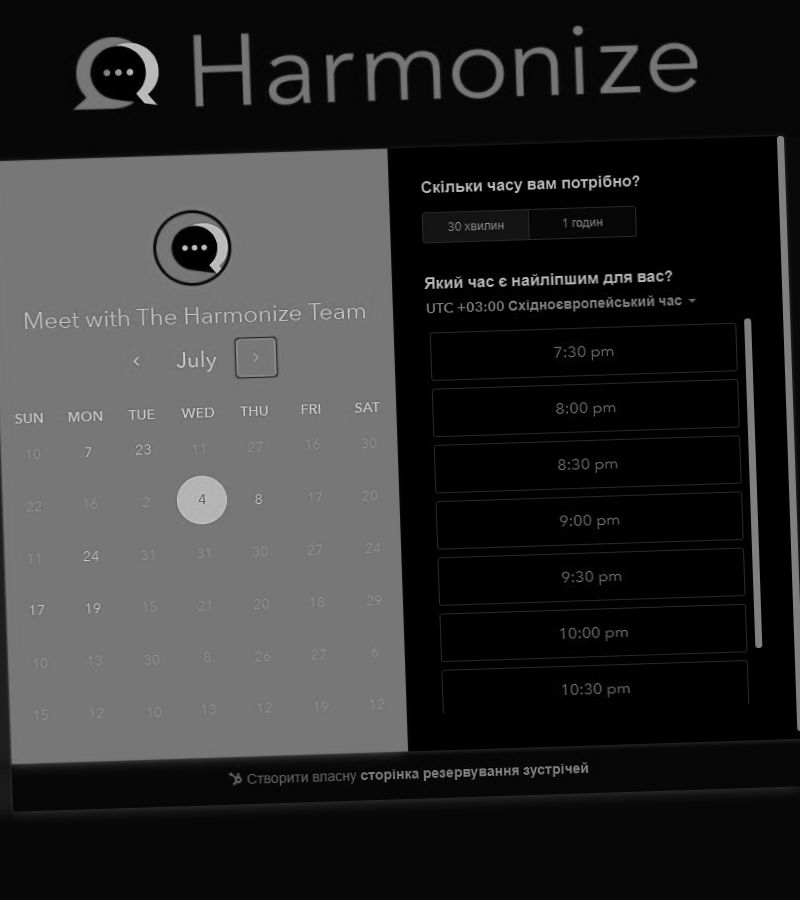 Harmonize
Meet with The Harmonize Team
‹ July ›
SUN MON TUE WED THU FRI SAT
10 7 23 11 27 16 30
22 16 2 4 8 17 20
11 24 31 31 30 27 24
17 19 15 21 20 18 29
10 13 30 8 26 27 6
15 12 10 13 12 19 12
Скільки часу вам потрібно?
30 хвилин 1 годин
Який час є найліпшим для вас?
UTC +03:00 Східноєвропейський час
7:30 pm
8:00 pm
8:30 pm
9:00 pm
9:30 pm
10:00 pm
10:30 pm
Створити власну сторінка резервування зустрічей